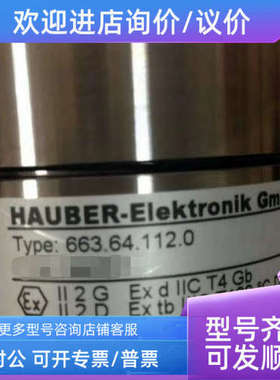 欢迎进店询价/议价
HAUBER-Elektronik Gm
Type: 663.64.112.0
Ex II 2 G Ex d IIC T4 Gb
II 2 D Ex tb
更多型号咨询店铺客服
对公 可开专票/普票
型号齐
可发顺